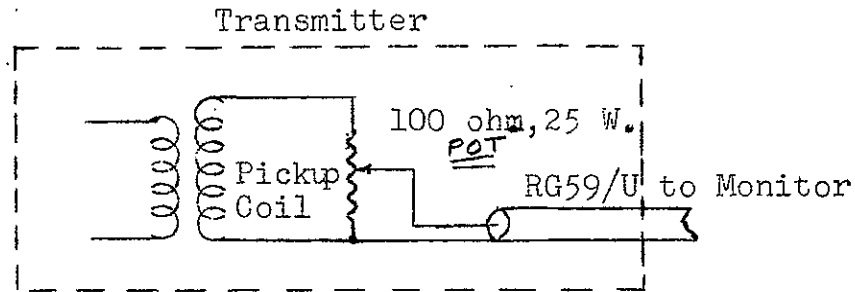 Transmitter
100 ohm, 25 W.
POT
Pickup
Coil
RG59/U to Monitor